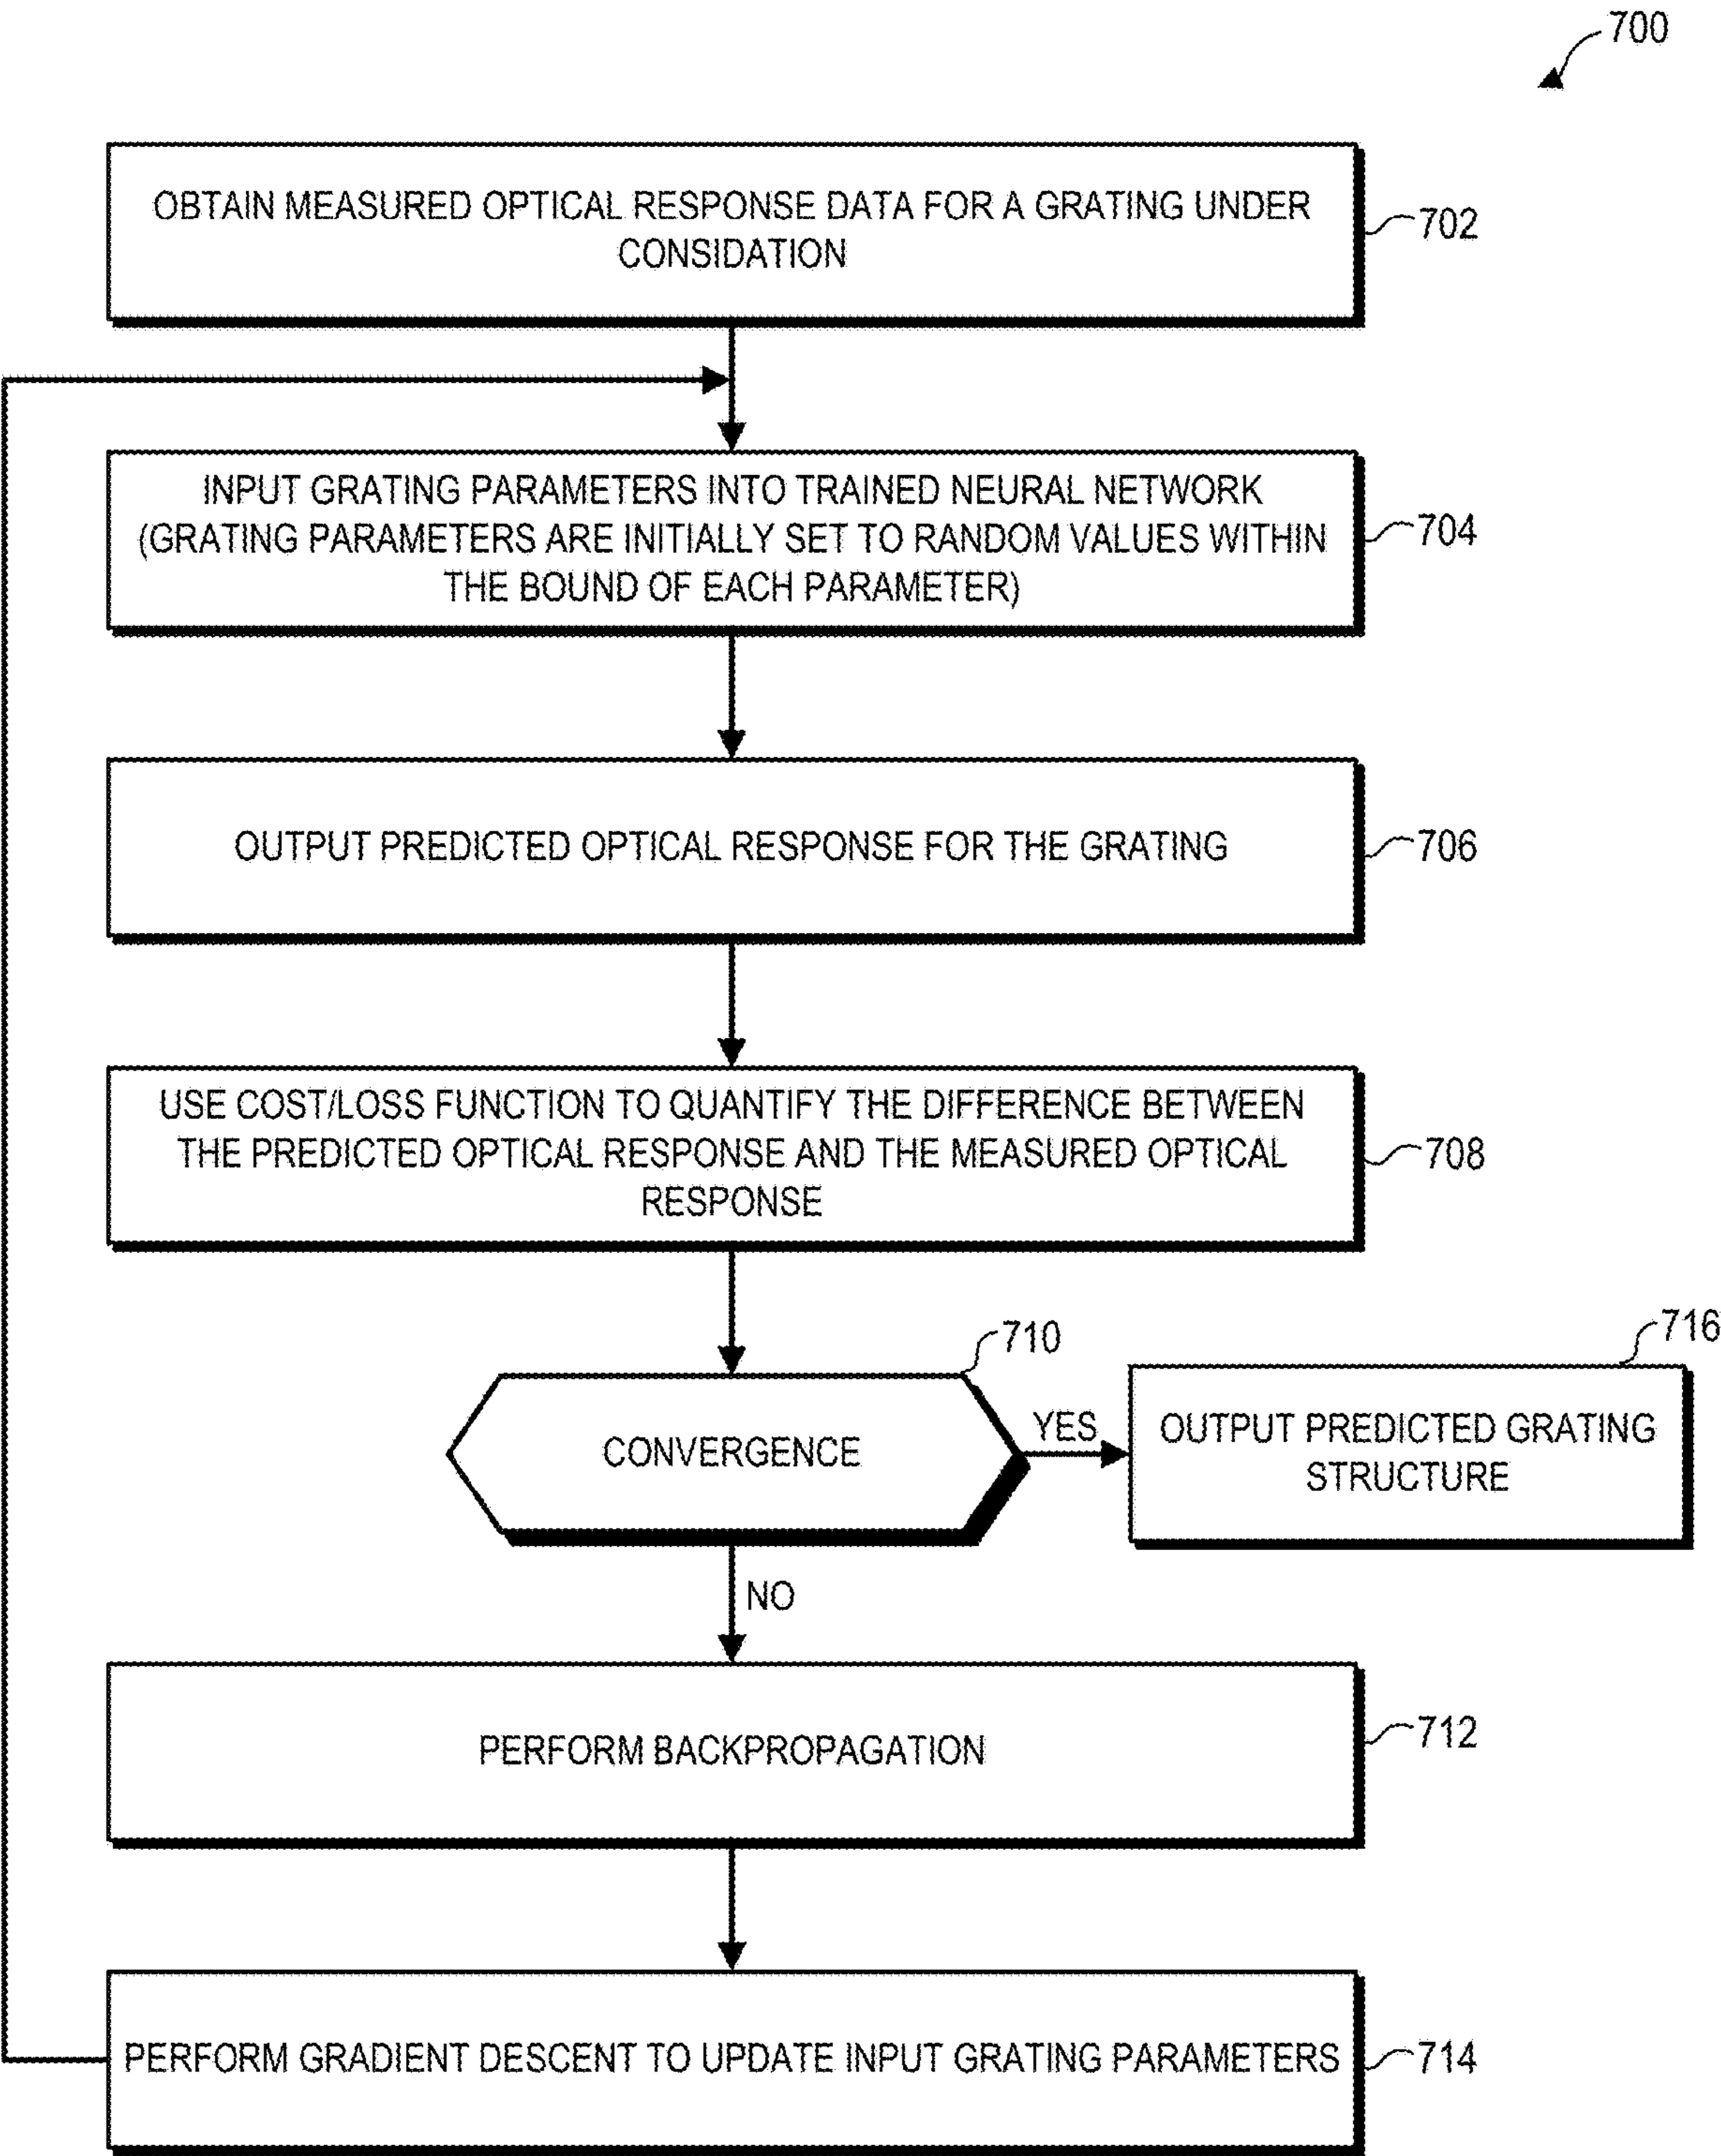 700
OBTAIN MEASURED OPTICAL RESPONSE DATA FOR A GRATING UNDER
CONSIDATION
702
INPUT GRATING PARAMETERS INTO TRAINED NEURAL NETWORK
(GRATING PARAMETERS ARE INITIALLY SET TO RANDOM VALUES WITHIN
THE BOUND OF EACH PARAMETER)
704
OUTPUT PREDICTED OPTICAL RESPONSE FOR THE GRATING
706
USE COST/LOSS FUNCTION TO QUANTIFY THE DIFFERENCE BETWEEN
THE PREDICTED OPTICAL RESPONSE AND THE MEASURED OPTICAL
RESPONSE
708
710
CONVERGENCE
YES
716
OUTPUT PREDICTED GRATING
STRUCTURE
NO
PERFORM BACKPROPAGATION
712
PERFORM GRADIENT DESCENT TO UPDATE INPUT GRATING PARAMETERS
714